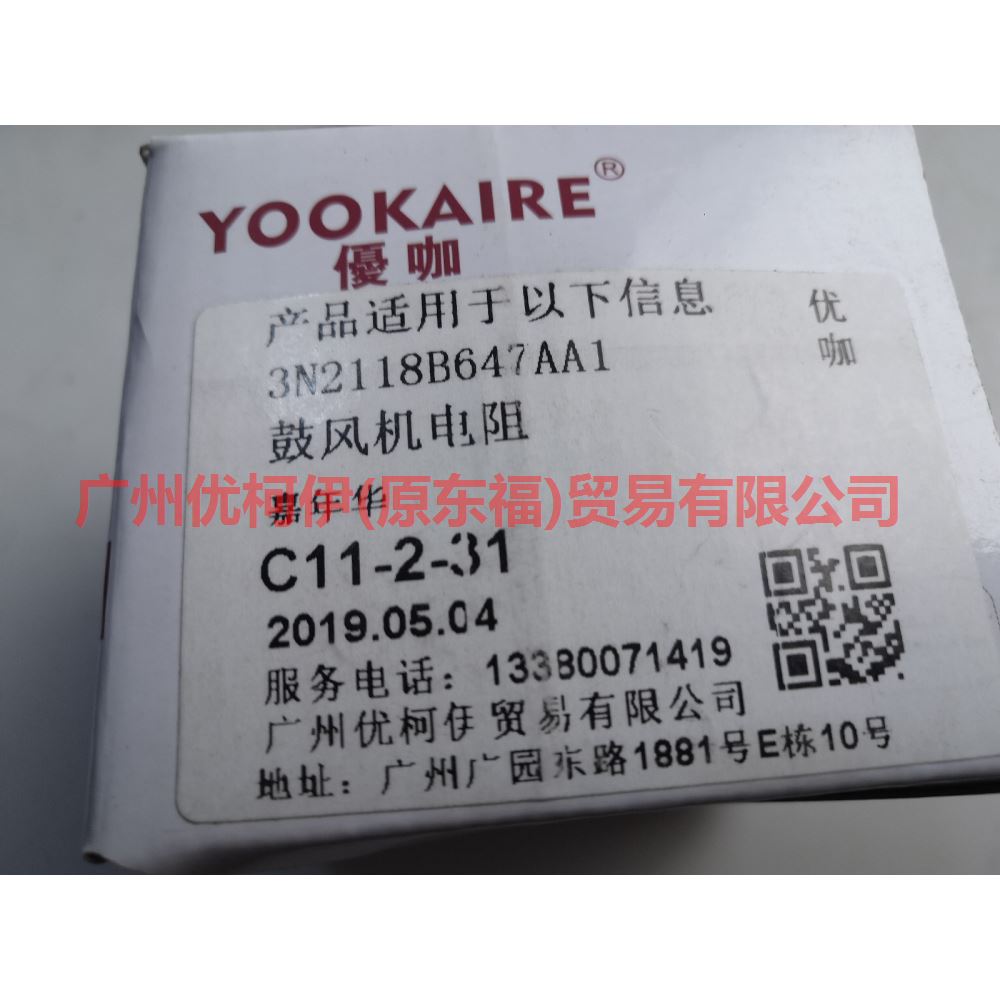 YOOKAIRE®
優咖
产品适用于以下信息
优咖
3N2118B647AA1
鼓风机电阻
广州优柯伊(原东福)贸易有限公司
嘉年华
C11-2-31
2019.05.04
服务电话：13380071419
广州优柯伊贸易有限公司
地址：广州广园东路1881号E栋10号